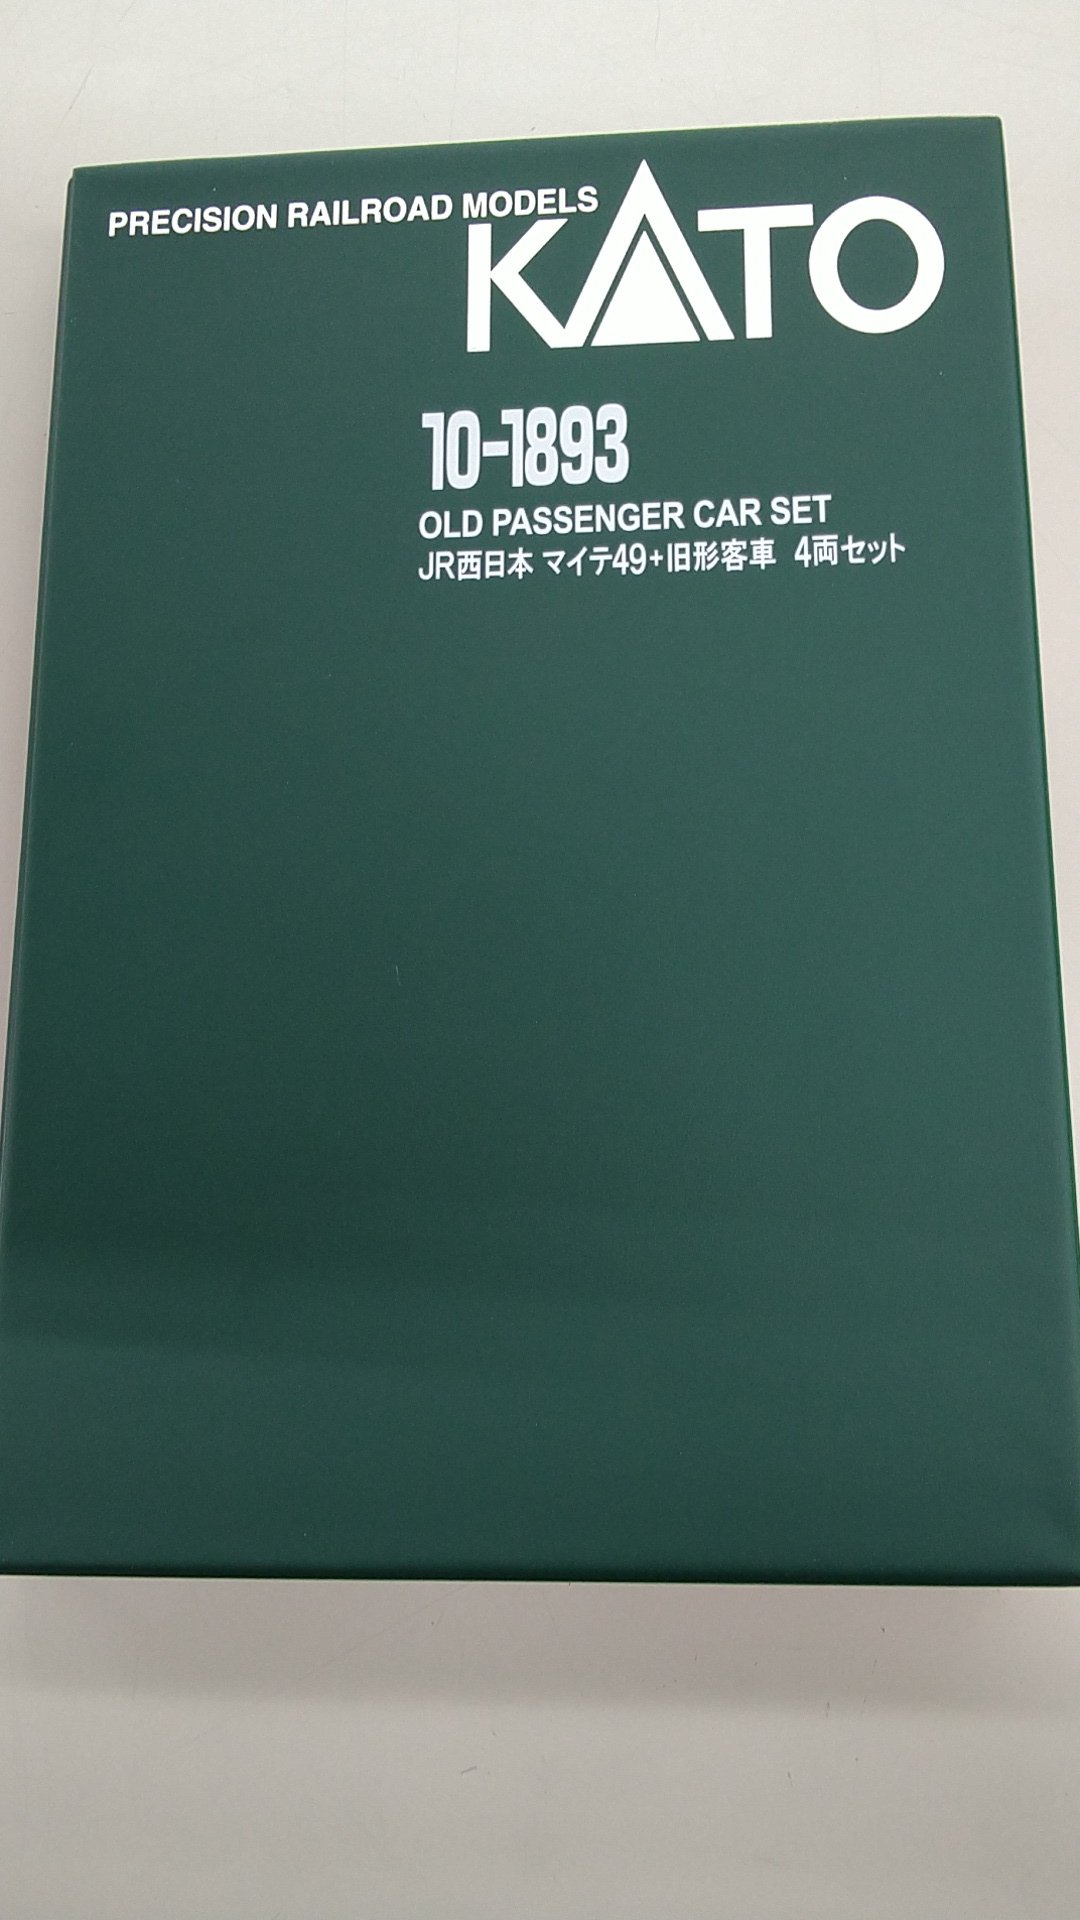 PRECISION RAILROAD MODELS
KATO
10-1893
OLD PASSENGER CAR SET
JR西日本 マイテ49+旧形客車 4両セット